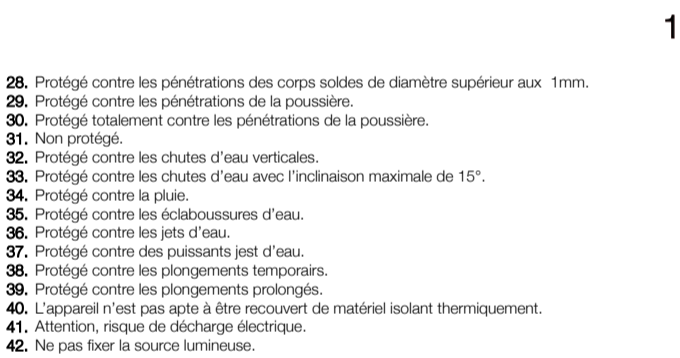 1
28. Protégé contre les pénétrations des corps soldes de diamètre supérieur aux 1mm.
29. Protégé contre les pénétrations de la poussière.
30. Protégé totalement contre les pénétrations de la poussière.
31. Non protégé.
32. Protégé contre les chutes d'eau verticales.
33. Protégé contre les chutes d'eau avec l'inclinaison maximale de 15°.
34. Protégé contre la pluie.
35. Protégé contre les éclaboussures d'eau.
36. Protégé contre les jets d'eau.
37. Protégé contre des puissants jest d'eau.
38. Protégé contre les plongements temporairs.
39. Protégé contre les plongements prolongés.
40. L'appareil n'est pas apte à être recouvert de matériel isolant thermiquement.
41. Attention, risque de décharge électrique.
42. Ne pas fixer la source lumineuse.